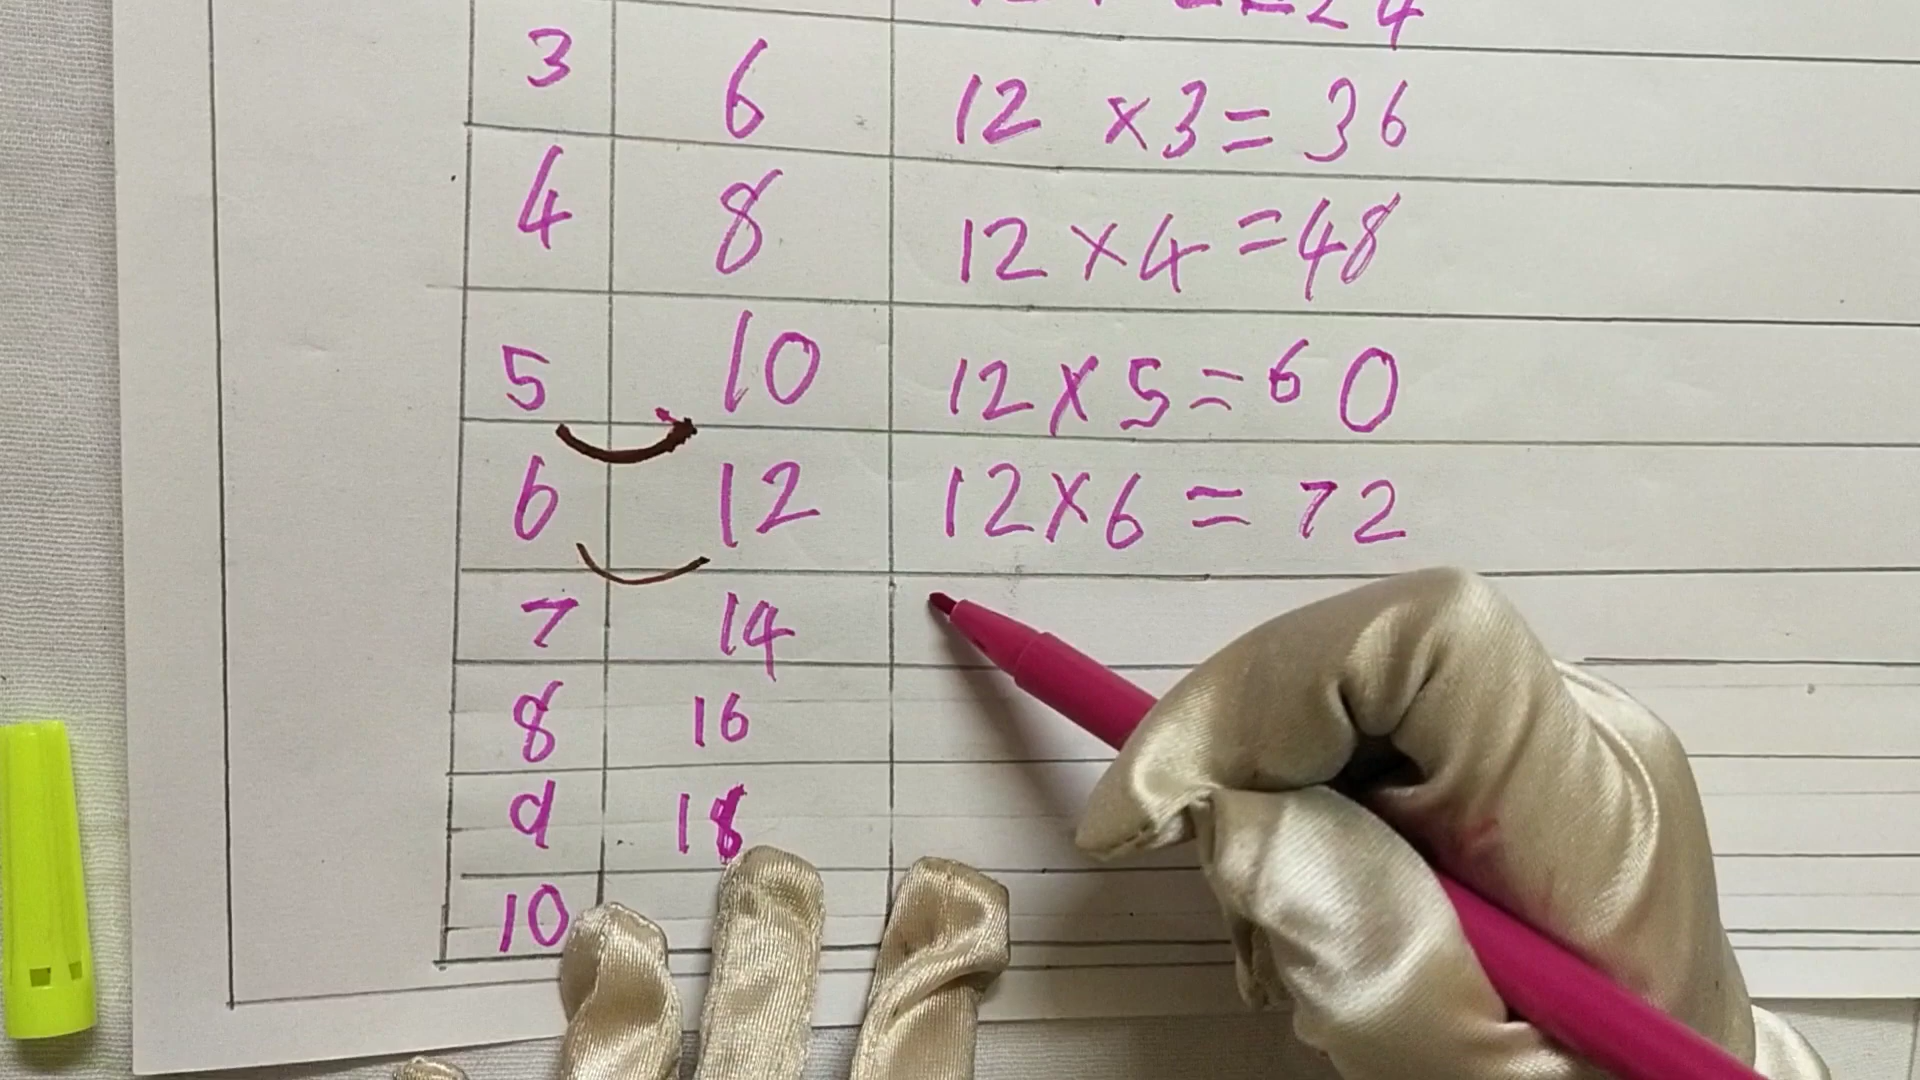 3 6 12 ×3= 36
4 8 12 ×4 =48
5 10 12×5=60
6 12 12×6 = 72
7 14
8 16
9 18
10